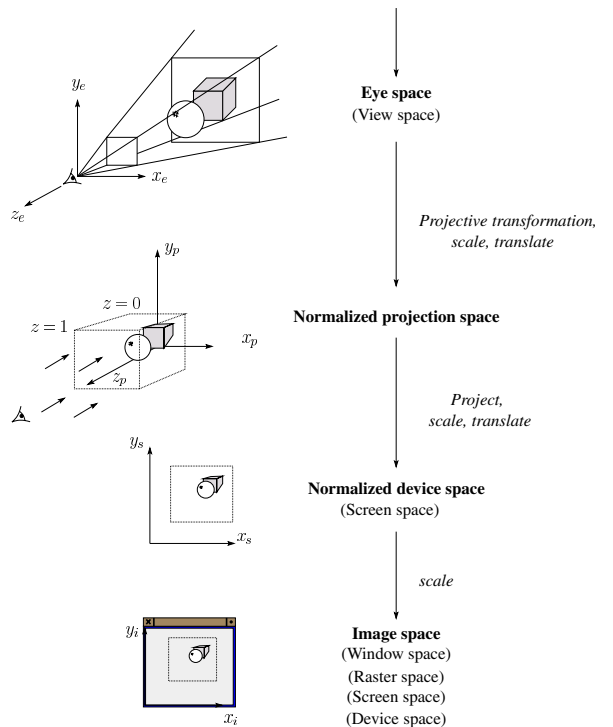 y_e
x_e
z_e
Eye space
(View space)
Projective transformation,
scale, translate
y_p
z = 0
z = 1
x_p
z_p
Normalized projection space
Project,
scale, translate
y_s
x_s
Normalized device space
(Screen space)
scale
y_i
x_i
Image space
(Window space)
(Raster space)
(Screen space)
(Device space)